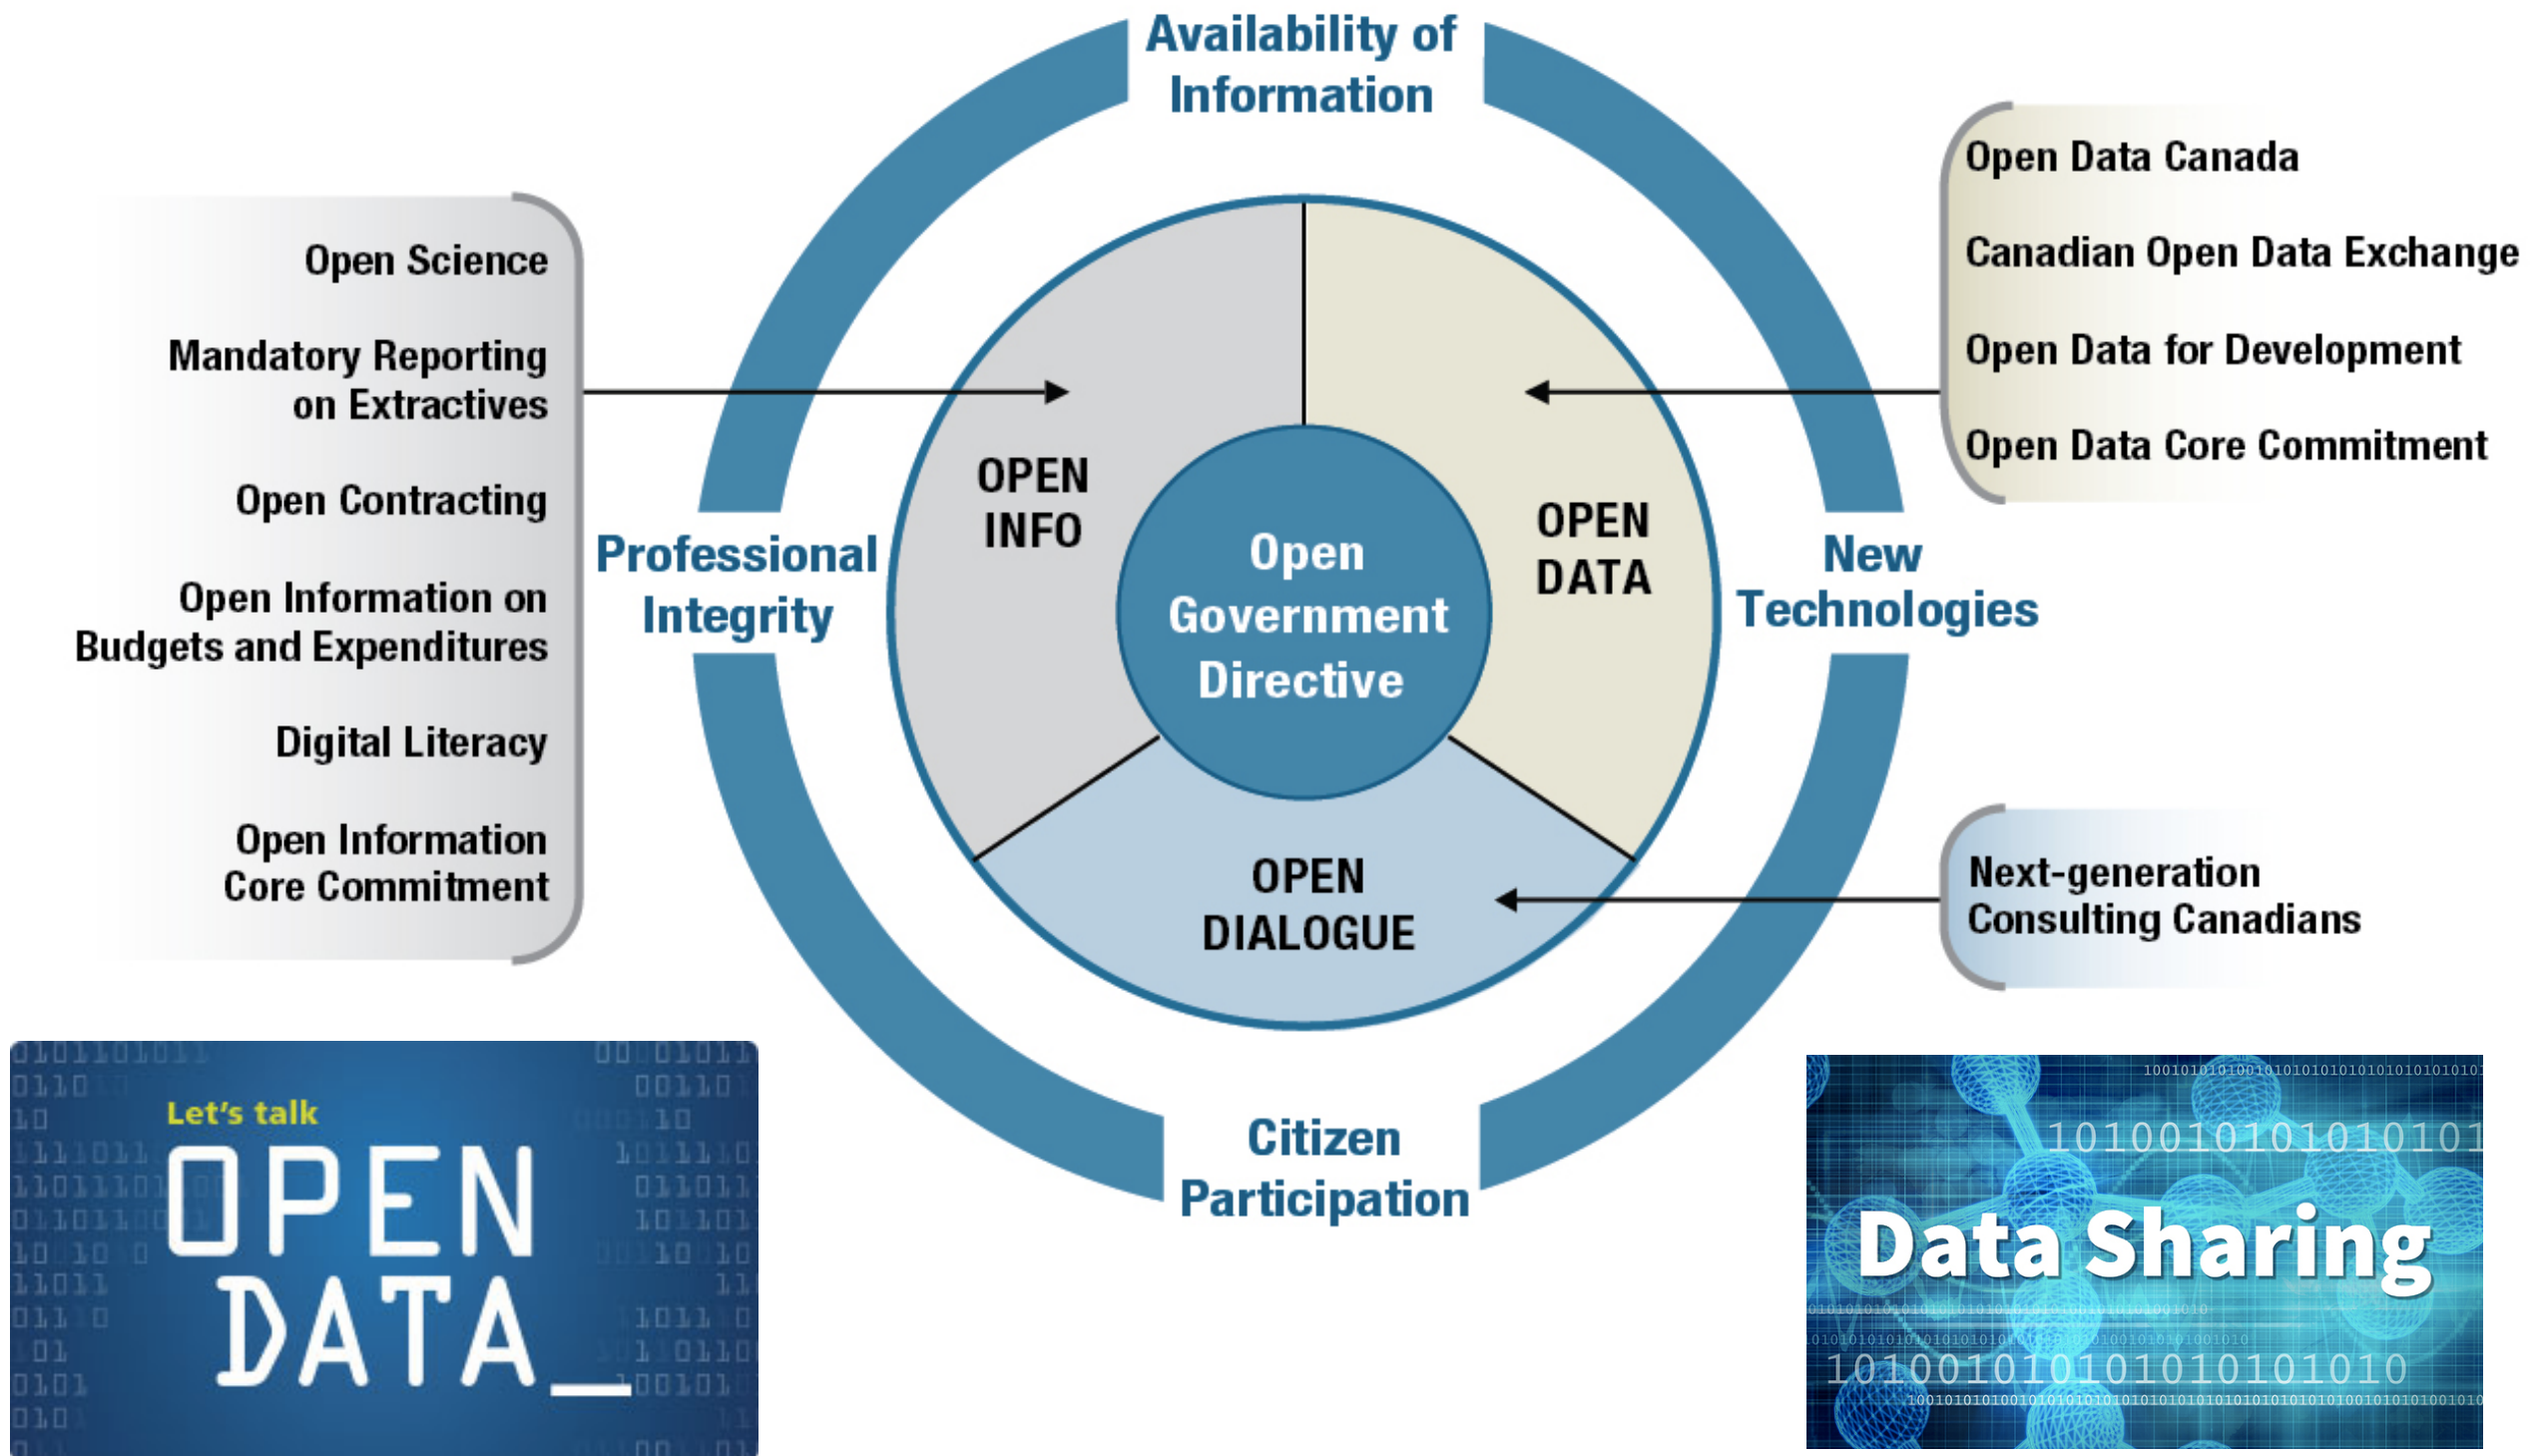 Availability of
Information
Open Science
Mandatory Reporting
on Extractives
Open Contracting
Open Information on
Budgets and Expenditures
Digital Literacy
Open Information
Core Commitment
Professional
Integrity
OPEN
INFO
Open
Government
Directive
OPEN
DATA
OPEN
DIALOGUE
New
Technologies
Open Data Canada
Canadian Open Data Exchange
Open Data for Development
Open Data Core Commitment
Next-generation
Consulting Canadians
Citizen
Participation
Let's talk
OPEN
DATA_
Data Sharing